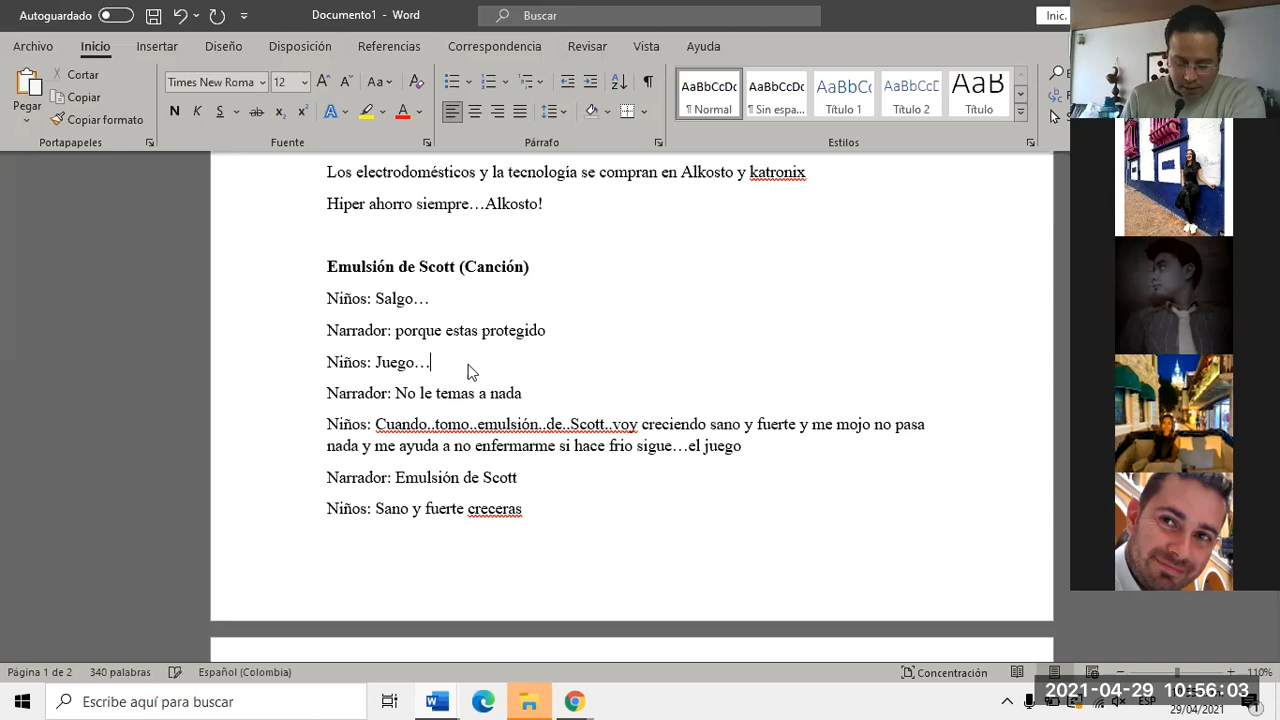 Autoguardado
Documento1 - Word
Buscar
Inic.
Archivo Inicio Insertar Diseño Disposición Referencias Correspondencia Revisar Vista Ayuda
Pegar
Cortar
Copiar
Copiar formato
Portapapeles
Times New Roma
12
Aa
N K S ab x₂ x²
Fuente
Párrafo
AaBbCcDc AaBbCcDc AaBbC AaBbCcD AaB
¶ Normal ¶ Sin espa... Título 1 Título 2 Título
Estilos
Los electrodomésticos y la tecnología se compran en Alkosto y katronix
Hiper ahorro siempre…Alkosto!
Emulsión de Scott (Canción)
Niños: Salgo…
Narrador: porque estas protegido
Niños: Juego…
Narrador: No le temas a nada
Niños: Cuando..tomo..emulsión..de..Scott..voy creciendo sano y fuerte y me mojo no pasa
nada y me ayuda a no enfermarme si hace frio sigue…el juego
Narrador: Emulsión de Scott
Niños: Sano y fuerte creceras
Página 1 de 2 340 palabras Español (Colombia) Concentración 110%
Escribe aquí para buscar
2021-04-29 10:56:03
ESP
29/04/2021